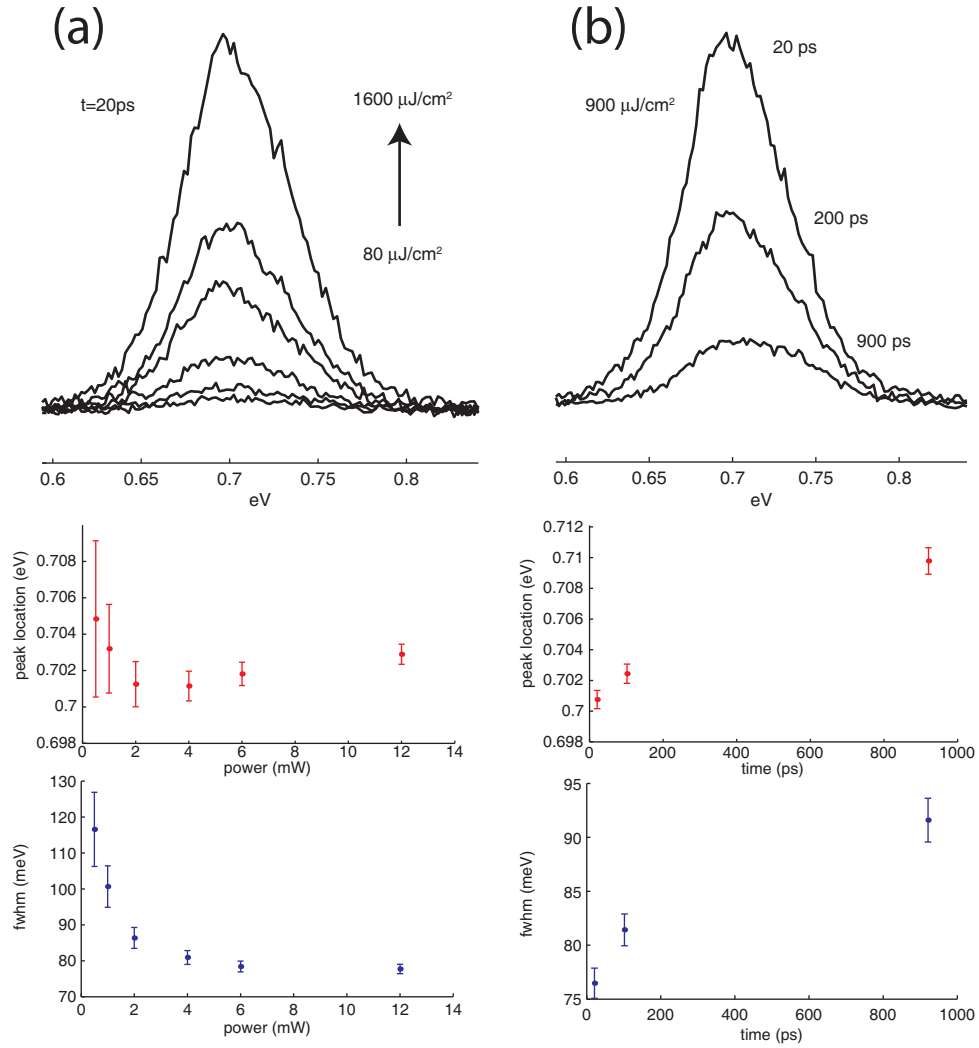 (a)
t=20ps
1600 μJ/cm²
80 μJ/cm²
0.6 0.65 0.7 0.75 0.8
eV
(b)
900 μJ/cm²
20 ps
200 ps
900 ps
0.6 0.65 0.7 0.75 0.8
eV
peak location (eV)
0.708
0.706
0.704
0.702
0.7
0.698
0 2 4 6 8 10 12 14
power (mW)
peak location (eV)
0.712
0.71
0.708
0.706
0.704
0.702
0.7
0.698
0 200 400 600 800 1000
time (ps)
fwhm (meV)
130
120
110
100
90
80
70
0 2 4 6 8 10 12 14
power (mW)
fwhm (meV)
95
90
85
80
75
0 200 400 600 800 1000
time (ps)